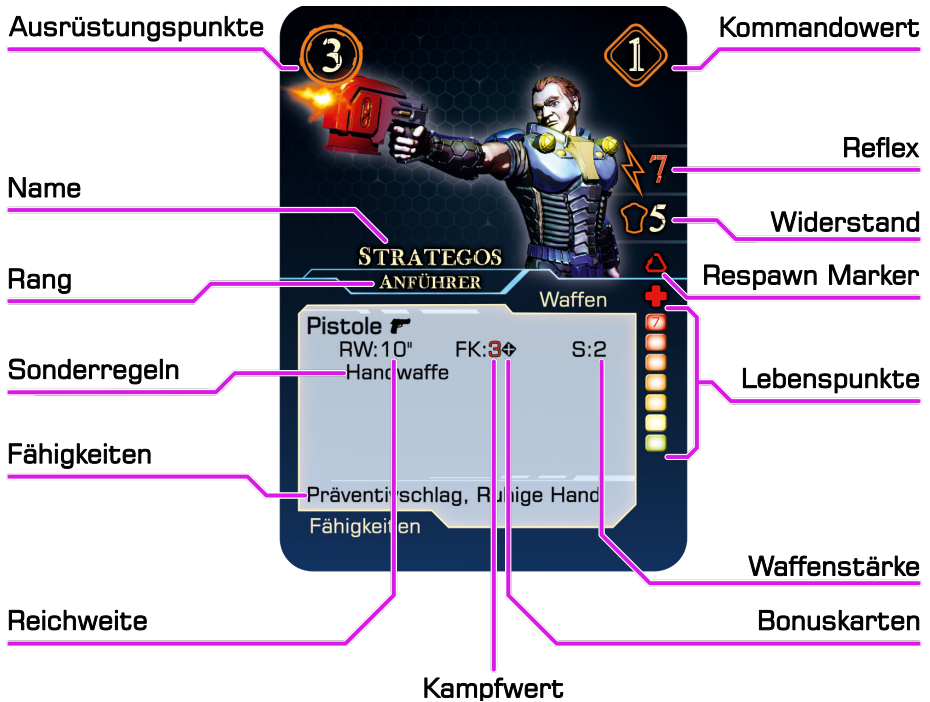 Ausrüstungspunkte
Kommandowert
3
1
Reflex
7
Name
Widerstand
5
STRATEGOS
Rang
ANFÜHRER
Respawn Marker
Waffen
Pistole
7
RW:10" FK:3 S:2
Sonderregeln
Handwaffe
Lebenspunkte
Fähigkeiten
Präventivschlag, Ruhige Hand
Fähigkeiten
Waffenstärke
Reichweite
Bonuskarten
Kampfwert